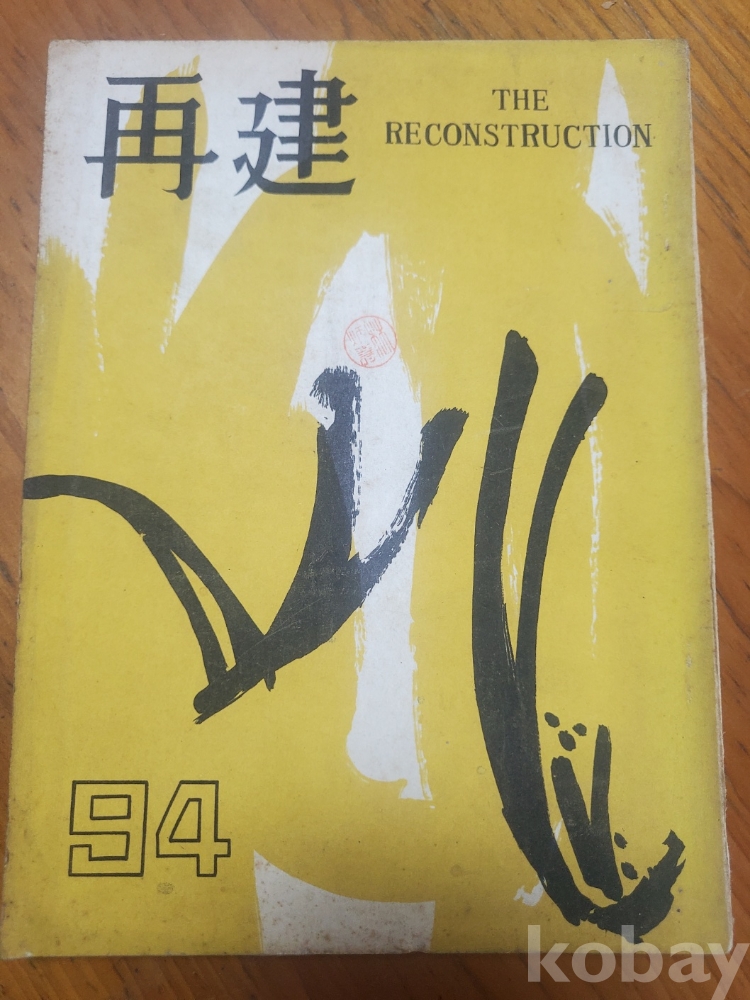 再建
THE
RECONSTRUCTION
94
kobay